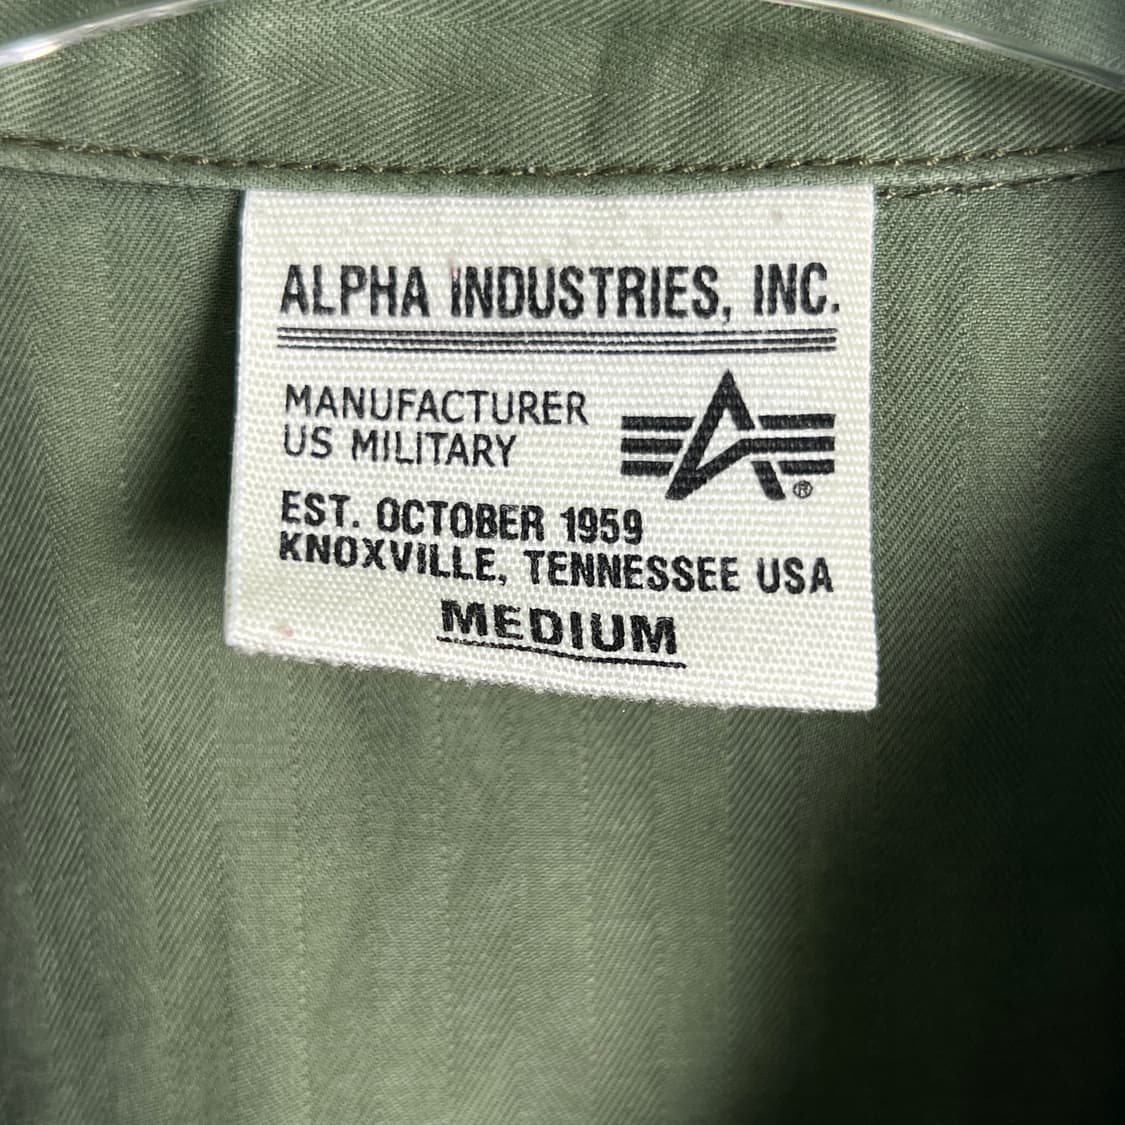 ALPHA INDUSTRIES, INC.
MANUFACTURER
US MILITARY
®
EST. OCTOBER 1959
KNOXVILLE, TENNESSEE USA
MEDIUM